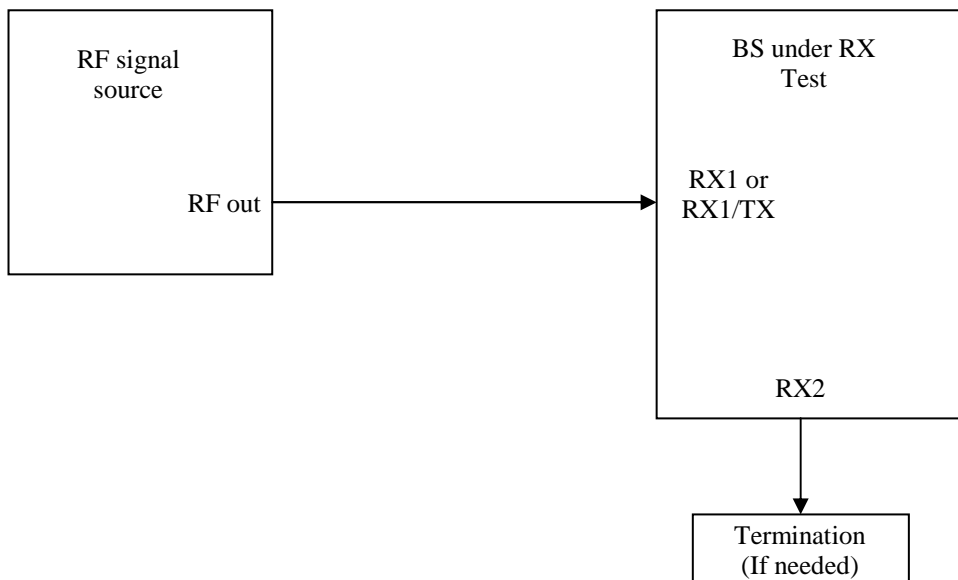 RF signal
source
RF out
BS under RX
Test
RX1 or
RX1/TX
RX2
Termination
(If needed)